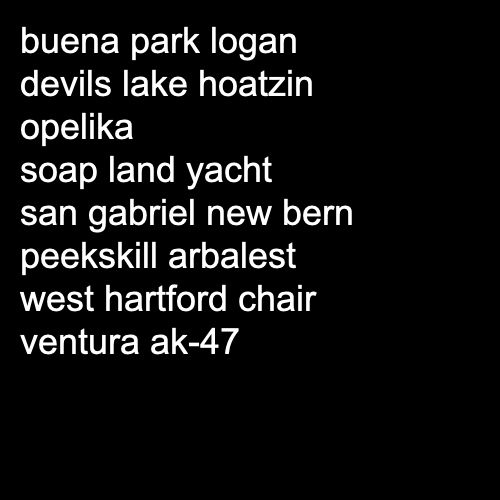 buena park logan
devils lake hoatzin
opelika
soap land yacht
san gabriel new bern
peekskill arbalest
west hartford chair
ventura ak-47